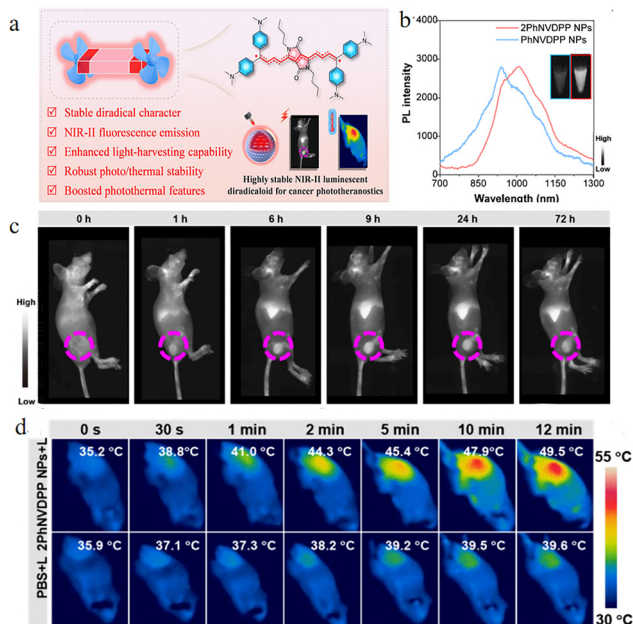 a
N
N
O
N
N
O
N
N
☑ Stable diradical character
☑ NIR-II fluorescence emission
☑ Enhanced light-harvesting capability
☑ Robust photo/thermal stability
☑ Boosted photothermal features
Highly stable NIR-II luminescent
diradicaloid for cancer phototheranostics
b
4000
3000
2000
1000
0
PL intensity
2PhNVDPP NPs
PhNVDPP NPs
High
Low
700 850 1000 1150 1300
Wavelength (nm)
c
0 h 1 h 6 h 9 h 24 h 72 h
High
Low
d
0 s 30 s 1 min 2 min 5 min 10 min 12 min
2PhNVDPP NPs+L
35.2 °C 38.8°C 41.0 °C 44.3 °C 45.4 °C 47.9°C 49.5 °C
PBS+L
35.9 °C 37.1 °C 37.3 °C 38.2 °C 39.2 °C 39.5 °C 39.6 °C
55 °C
30 °C